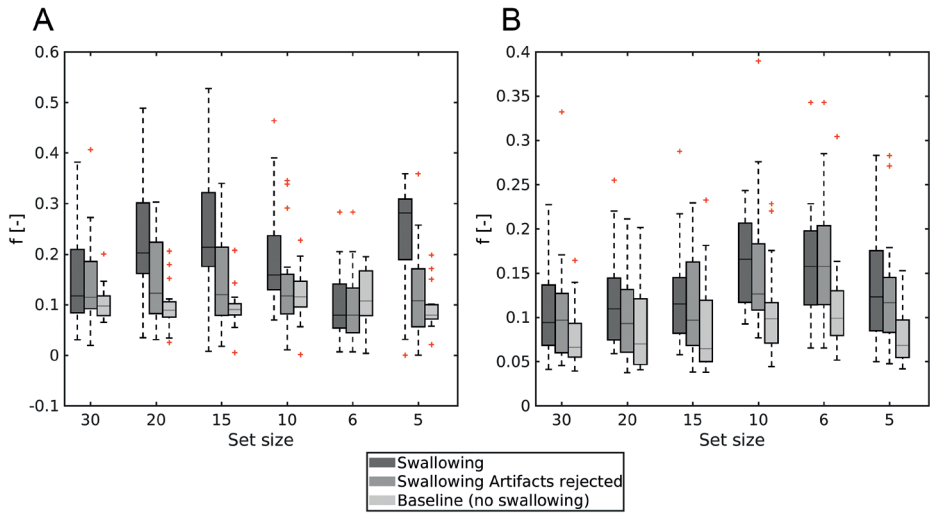 A
B
0.6
0.5
0.4
0.3
0.2
0.1
0
-0.1
f [-]
30 20 15 10 6 5
Set size
0.4
0.35
0.3
0.25
0.2
0.15
0.1
0.05
0
f [-]
30 20 15 10 6 5
Set size
Swallowing
Swallowing Artifacts rejected
Baseline (no swallowing)